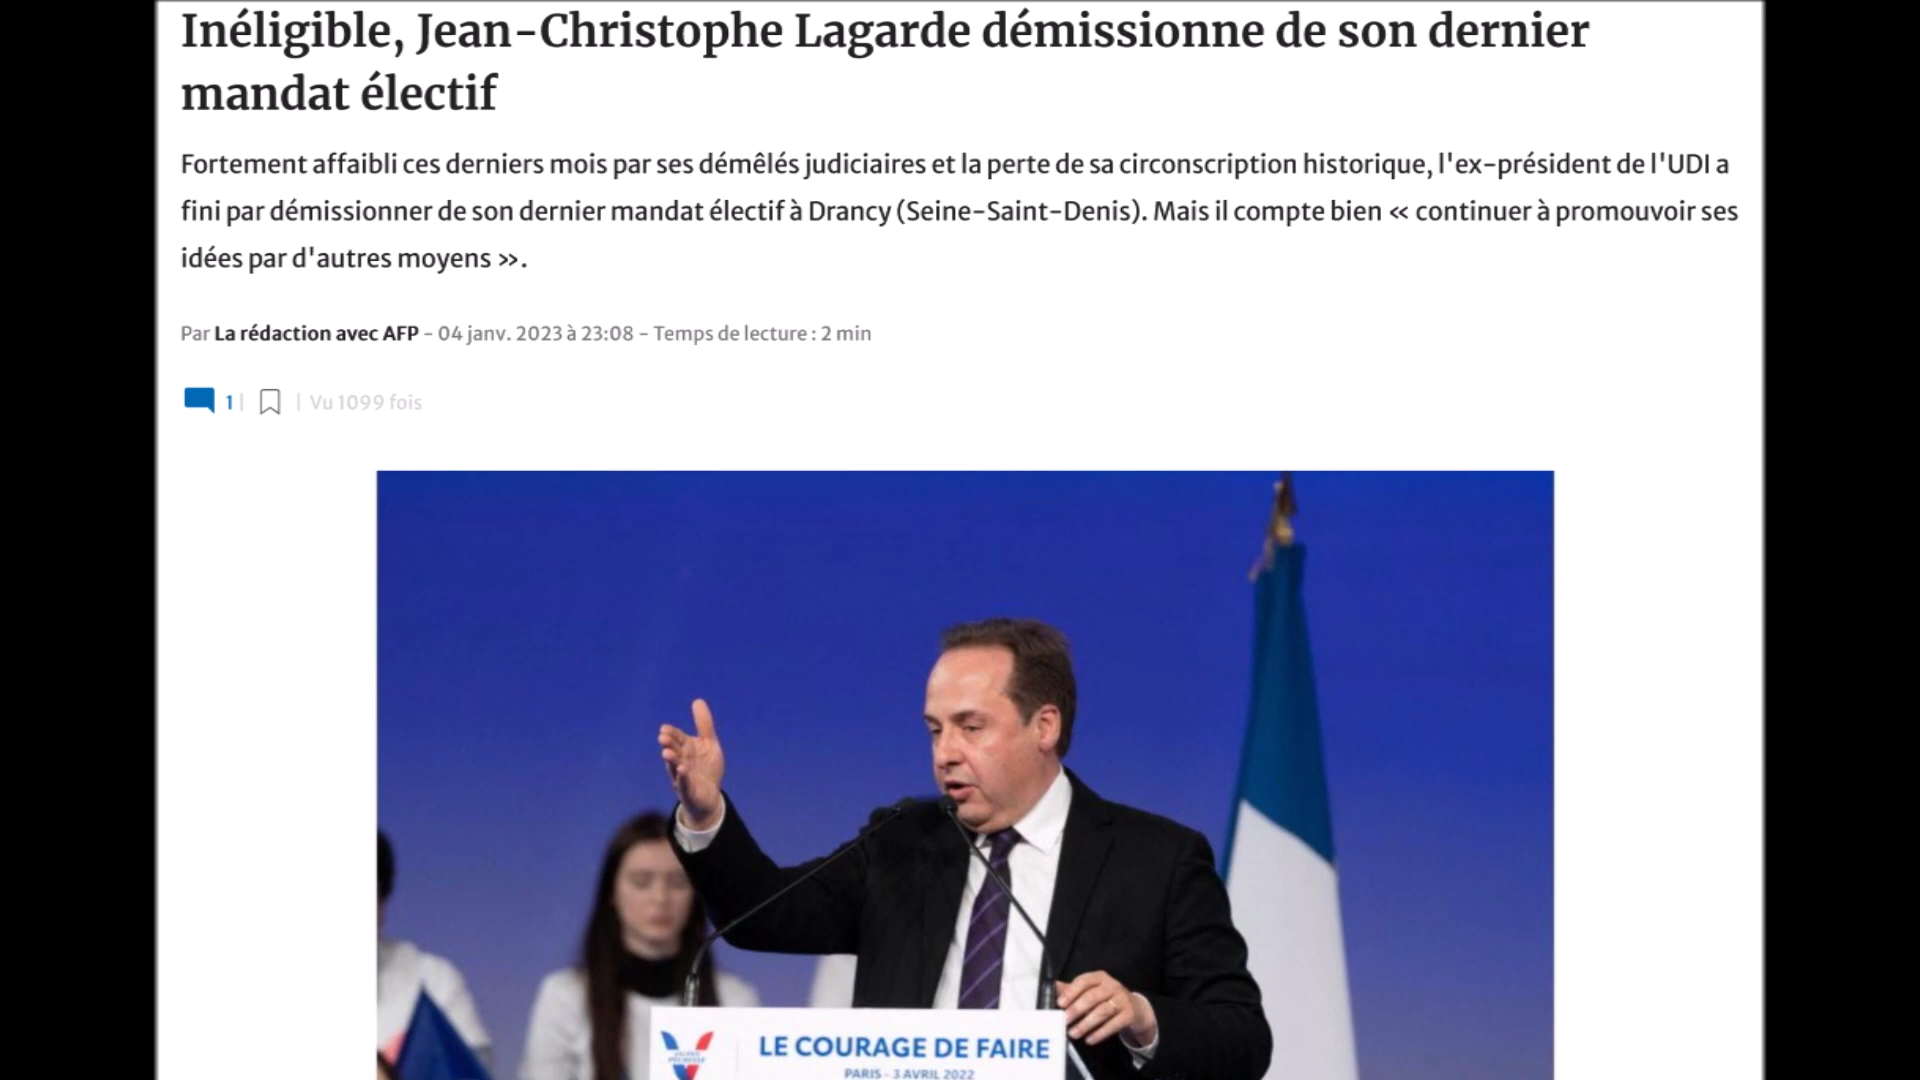 Inéligible, Jean-Christophe Lagarde démissionne de son dernier
mandat électif
Fortement affaibli ces derniers mois par ses démêlés judiciaires et la perte de sa circonscription historique, l'ex-président de l'UDI a
fini par démissionner de son dernier mandat électif à Drancy (Seine-Saint-Denis). Mais il compte bien « continuer à promouvoir ses
idées par d'autres moyens ».
Par La rédaction avec AFP - 04 janv. 2023 à 23:08 - Temps de lecture : 2 min
1 | | Vu 1099 fois
LE COURAGE DE FAIRE
PARIS - 3 AVRIL 2022